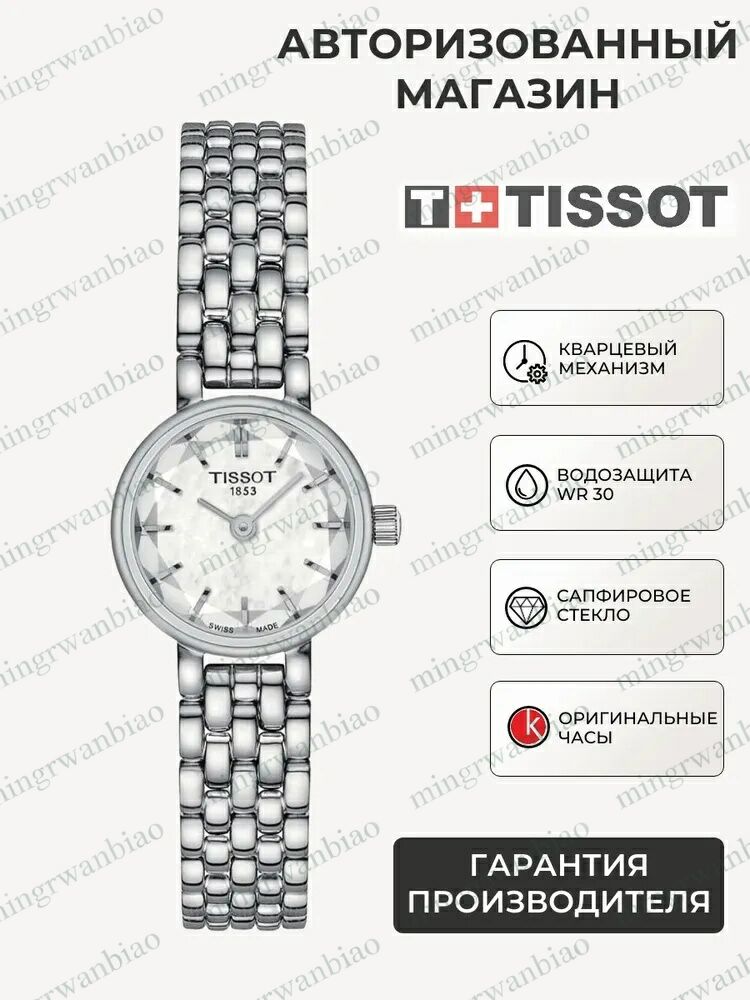 АВТОРИЗОВАННЫЙ
МАГАЗИН
T+TISSOT
КВАРЦЕВЫЙ
МЕХАНИЗМ
ВОДОЗАЩИТА
WR 30
САПФИРОВОЕ
СТЕКЛО
k ОРИГИНАЛЬНЫЕ
ЧАСЫ
ГАРАНТИЯ
ПРОИЗВОДИТЕЛЯ
TISSOT
1853
SWISS MADE
mingrwanbiao